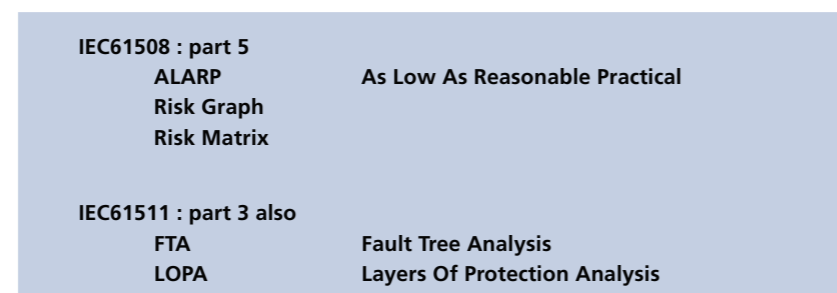 IEC61508 : part 5
ALARP As Low As Reasonable Practical
Risk Graph
Risk Matrix
IEC61511 : part 3 also
FTA Fault Tree Analysis
LOPA Layers Of Protection Analysis